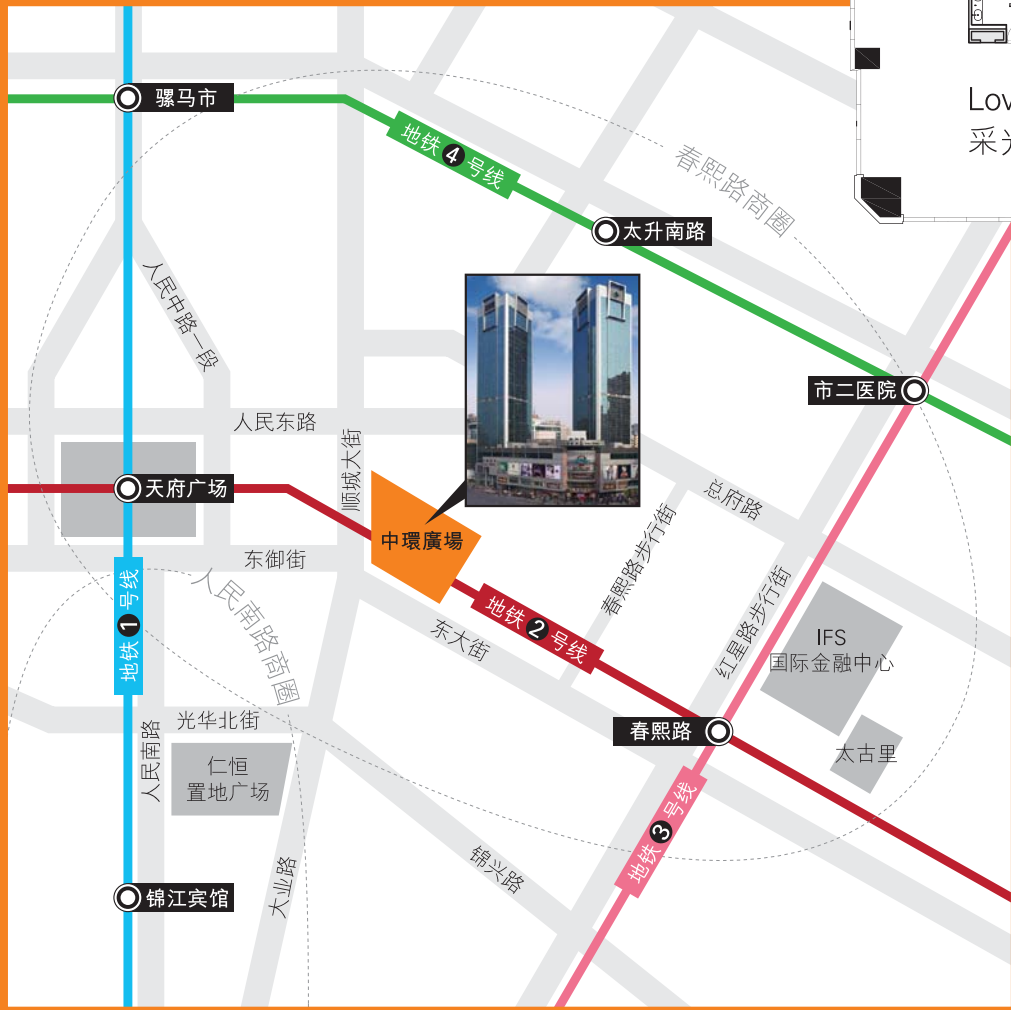 Lov
采光
骡马市
地铁4号线
春熙路商圈
太升南路
人民中路一段
市二医院
人民东路
顺城大街
天府广场
总府路
中環廣場
春熙路步行街
东御街
地铁1号线
人民南路商圈
地铁2号线
红星路步行街
东大街
IFS
国际金融中心
光华北街
春熙路
人民南路
太古里
仁恒
置地广场
地铁3号线
锦兴路
大业路
锦江宾馆